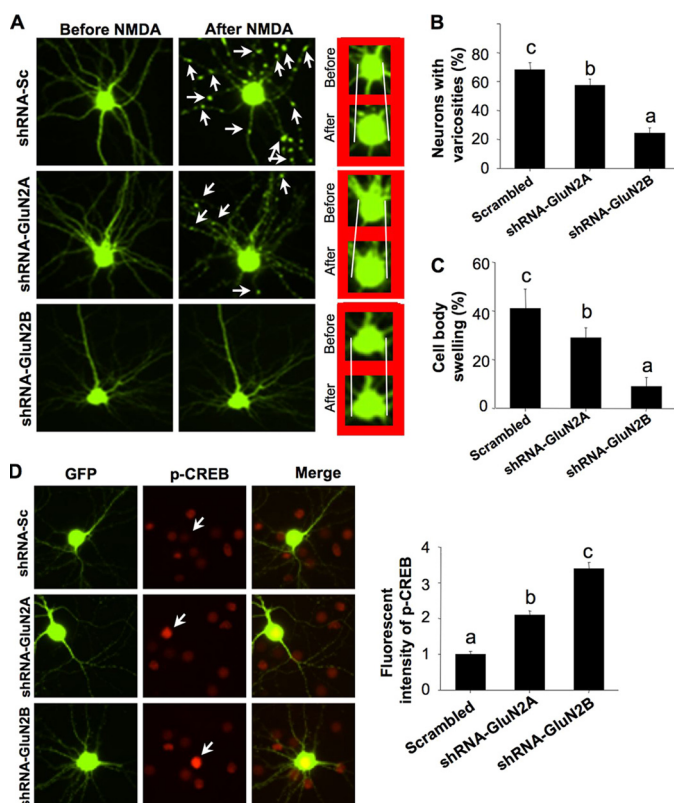 A
Before NMDA
After NMDA
shRNA-Sc
shRNA-GluN2A
shRNA-GluN2B
Before
After
Before
After
Before
After
B
Neurons with
varicosities (%)
100
80
60
40
20
0
c
b
a
Scrambled
shRNA-GluN2A
shRNA-GluN2B
C
Cell body
swelling (%)
60
40
20
0
c
b
a
Scrambled
shRNA-GluN2A
shRNA-GluN2B
D
GFP
p-CREB
Merge
shRNA-Sc
shRNA-GluN2A
shRNA-GluN2B
Fluorescent
intensity of p-CREB
4
3
2
1
0
a
b
c
Scrambled
shRNA-GluN2A
shRNA-GluN2B